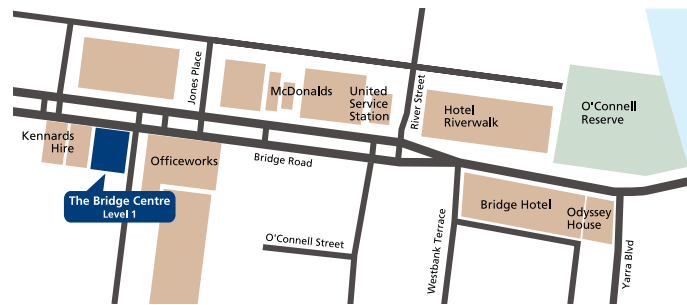 Jones Place
McDonalds
United
Service
Station
River Street
Hotel
Riverwalk
O'Connell
Reserve
Kennards
Hire
Officeworks
Bridge Road
The Bridge Centre
Level 1
O'Connell Street
Westbank Terrace
Bridge Hotel
Odyssey
House
Yarra Blvd